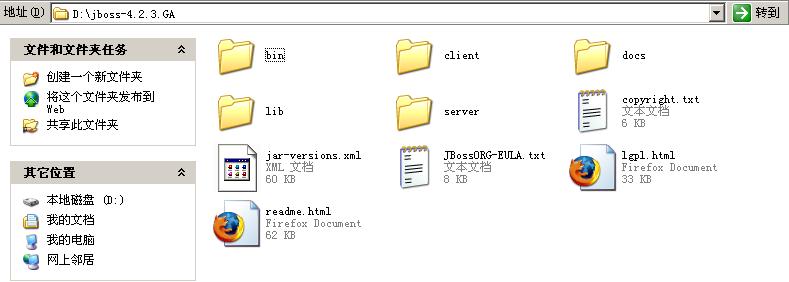 地址(D) D:\jboss-4.2.3.GA 转到
文件和文件夹任务
创建一个新文件夹
将这个文件夹发布到
Web
共享此文件夹
其它位置
本地磁盘 (D:)
我的文档
我的电脑
网上邻居
bin
client
docs
lib
server
copyright.txt
文本文档
6 KB
jar-versions.xml
XML 文档
60 KB
JBossORG-EULA.txt
文本文档
8 KB
lgpl.html
Firefox Document
33 KB
readme.html
Firefox Document
62 KB